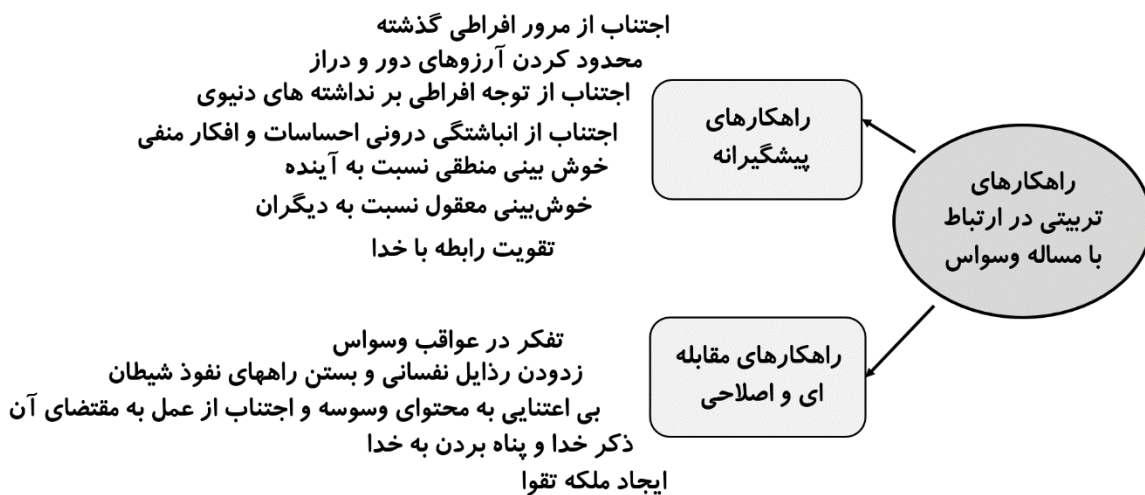 راهکارهای
تربیتی در ارتباط
با مساله وسواس
راهکارهای
پیشگیرانه
اجتناب از مرور افراطی گذشته
محدود کردن آرزوهای دور و دراز
اجتناب از توجه افراطی بر نداشته های دنیوی
اجتناب از انباشتگی درونی احساسات و افکار منفی
خوش بینی منطقی نسبت به آینده
خوش‌بینی معقول نسبت به دیگران
تقویت رابطه با خدا
راهکارهای مقابله
ای و اصلاحی
تفکر در عواقب وسواس
زدودن رذایل نفسانی و بستن راههای نفوذ شیطان
بی اعتنایی به محتوای وسوسه و اجتناب از عمل به مقتضای آن
ذکر خدا و پناه بردن به خدا
ایجاد ملکه تقوا